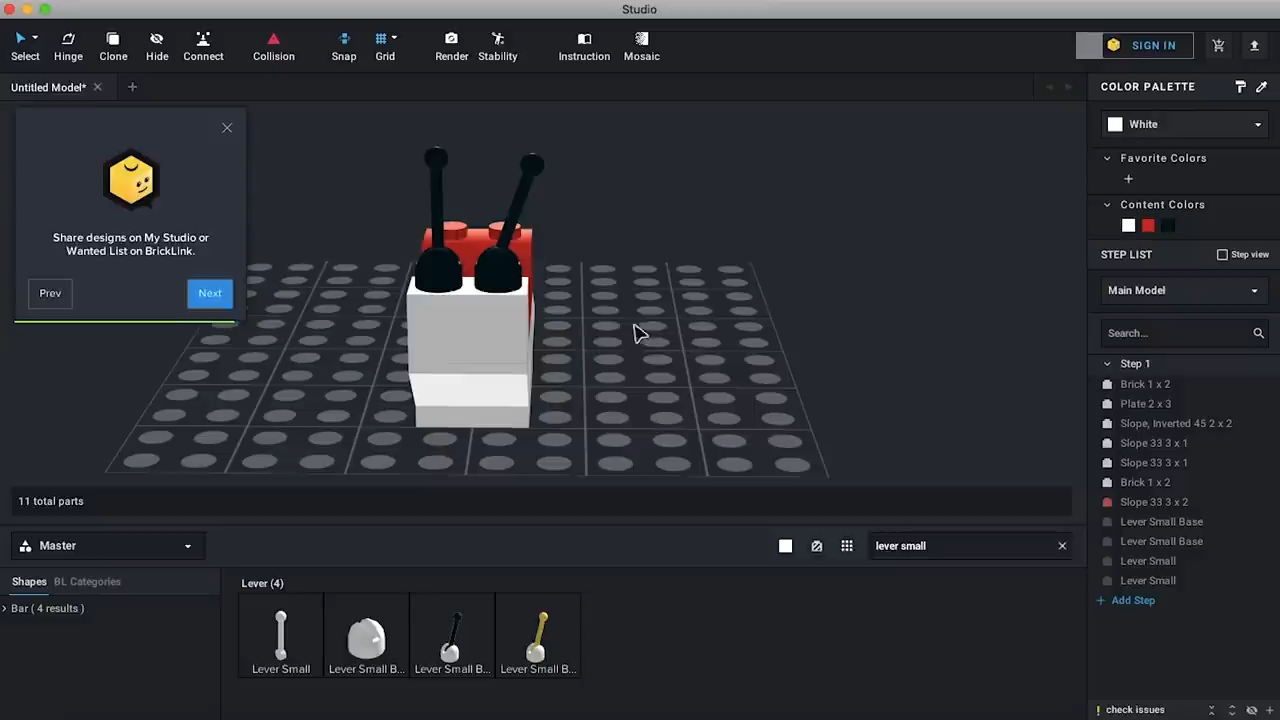 Studio
Select
Hinge
Clone
Hide
Connect
Collision
Snap
Grid
Render
Stability
Instruction
Mosaic
SIGN IN
Untitled Model*
Share designs on My Studio or
Wanted List on BrickLink.
Prev
Next
11 total parts
Master
lever small
Shapes
BL Categories
Bar ( 4 results )
Lever (4)
Lever Small
Lever Small B...
Lever Small B...
Lever Small B...
COLOR PALETTE
White
Favorite Colors
Content Colors
STEP LIST
Step view
Main Model
Search...
Step 1
Brick 1 x 2
Plate 2 x 3
Slope, Inverted 45 2 x 2
Slope 33 3 x 1
Slope 33 3 x 1
Brick 1 x 2
Slope 33 3 x 2
Lever Small Base
Lever Small Base
Lever Small
Lever Small
Add Step
check issues